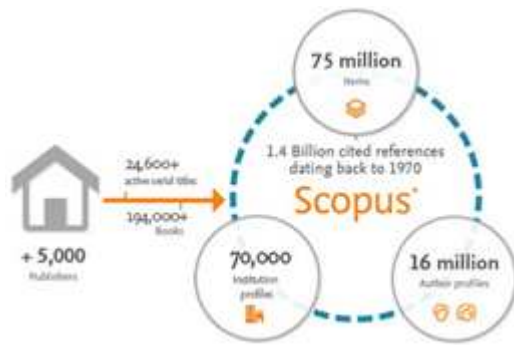 75 million
Items
1.4 Billion cited references
dating back to 1970
Scopus
24,600+
active serial titles
194,000+
Books
+ 5,000
Publishers
70,000
Institution
profiles
16 million
Author profiles